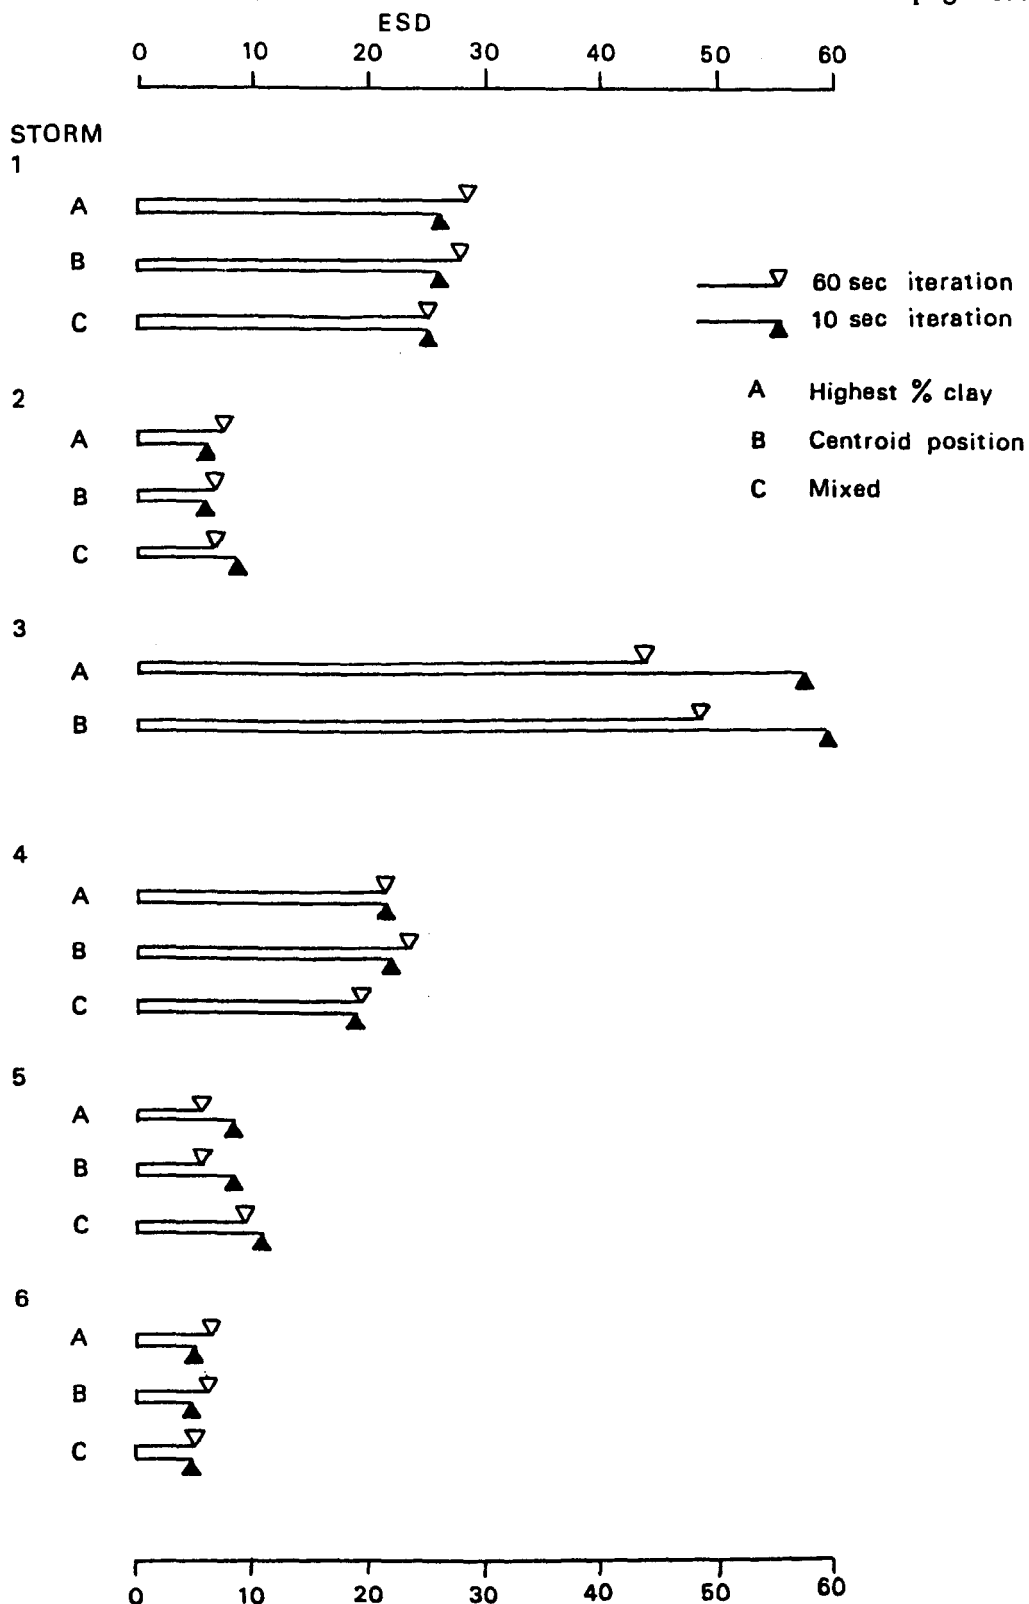 ESD
0 10 20 30 40 50 60
STORM
1
A
B
C
60 sec iteration
10 sec iteration
A Highest % clay
B Centroid position
C Mixed
2
A
B
C
3
A
B
4
A
B
C
5
A
B
C
6
A
B
C
0 10 20 30 40 50 60